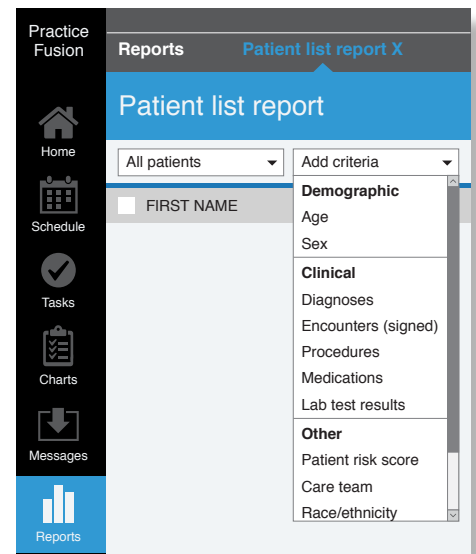 Practice
Fusion
Home
Schedule
Tasks
Charts
Messages
Reports
Reports Patient list report X
Patient list report
All patients Add criteria
FIRST NAME
Demographic
Age
Sex
Clinical
Diagnoses
Encounters (signed)
Procedures
Medications
Lab test results
Other
Patient risk score
Care team
Race/ethnicity